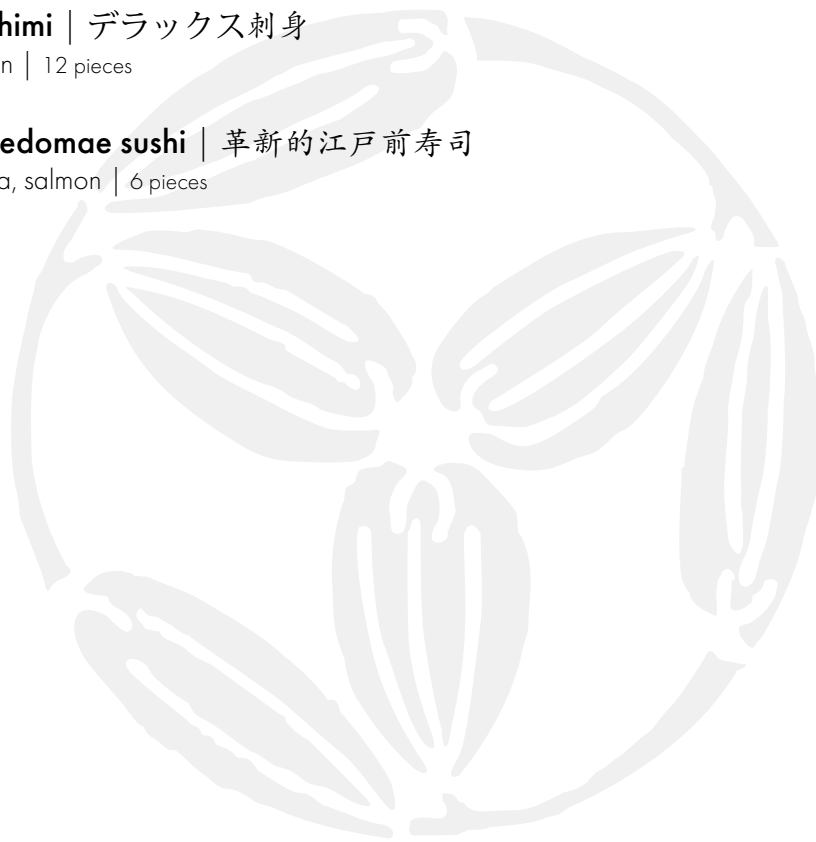 himi | デラックス刺身
n | 12 pieces
edomae sushi | 革新的江戸前寿司
a, salmon | 6 pieces